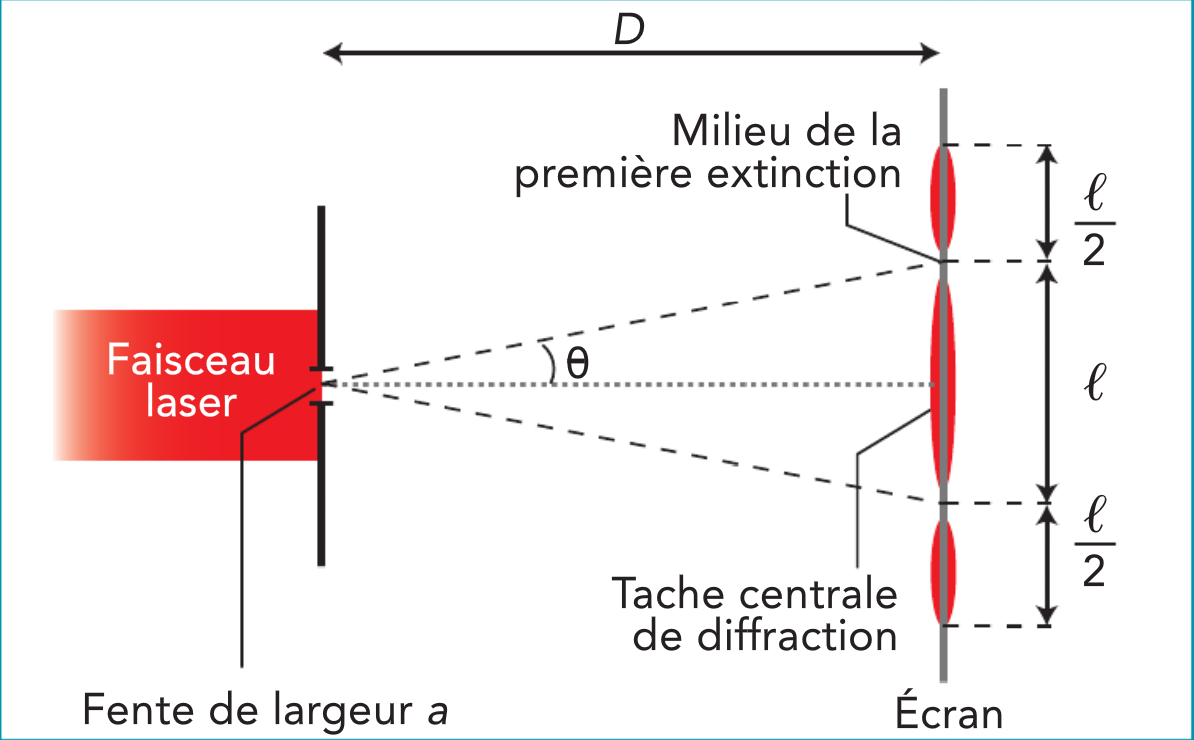 D
Milieu de la
première extinction
ℓ
2
Faisceau
laser
θ
ℓ
ℓ
2
Tache centrale
de diffraction
Fente de largeur a
Écran